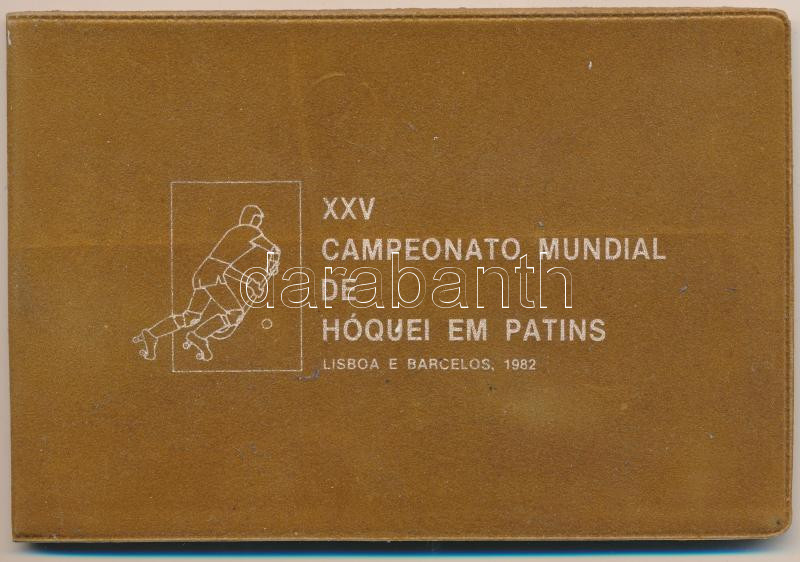 XXV
CAMPEONATO MUNDIAL
DE
HÓQUEI EM PATINS
LISBOA E BARCELOS, 1982
darabanth